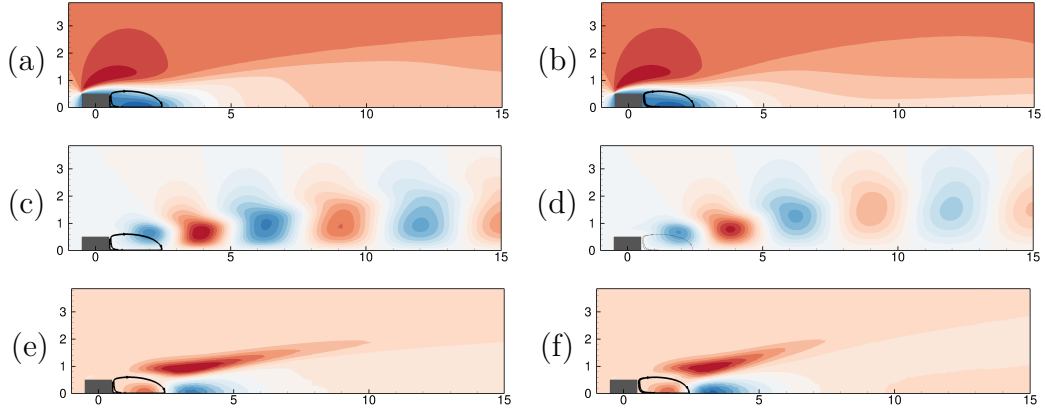 (a) 3 2 1 0 0 5 10 15
(b) 3 2 1 0 0 5 10 15
(c) 3 2 1 0 0 5 10 15
(d) 3 2 1 0 0 5 10 15
(e) 3 2 1 0 0 5 10 15
(f) 3 2 1 0 0 5 10 15